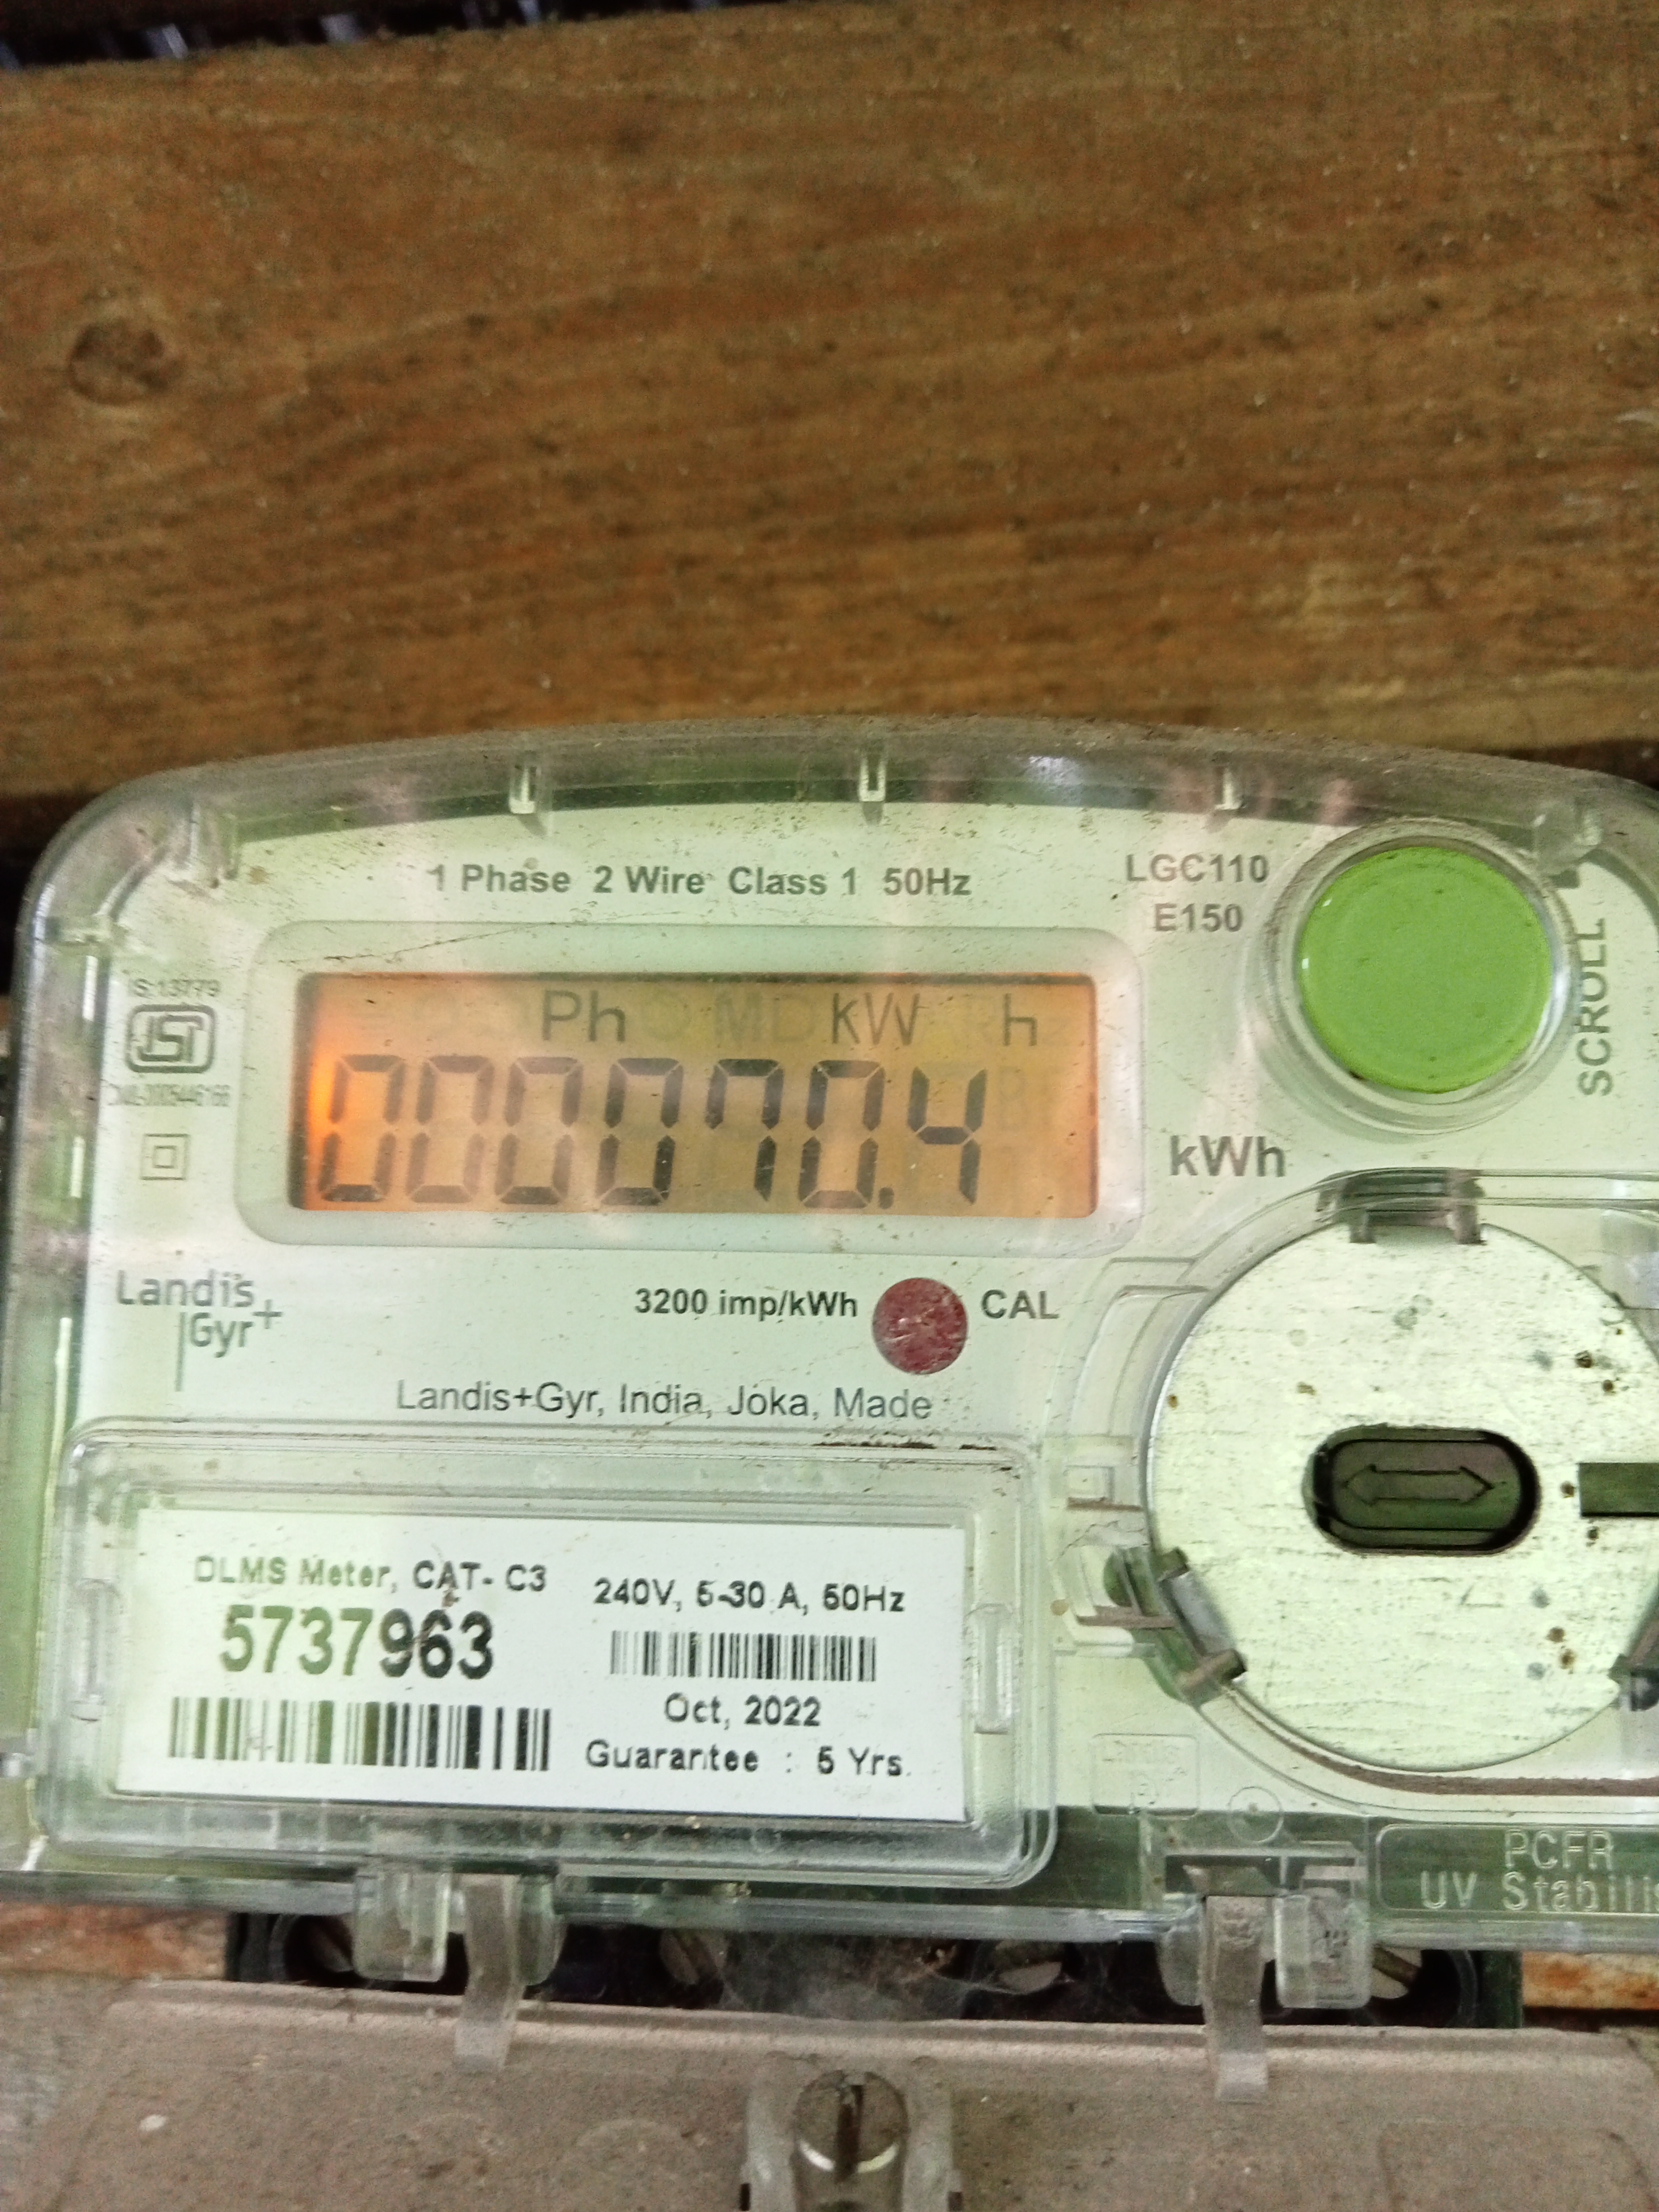 1 Phase 2 Wire Class 1 50Hz
LGC110
E150
SCROLL
IS:13779
Ph kW h
000070.4
kWh
Landis+
Gyr
3200 imp/kWh CAL
Landis+Gyr, India, Joka, Made
DLMS Meter, CAT- C3
5737963
240V, 5-30 A, 50Hz
Oct, 2022
Guarantee : 5 Yrs.
PCFR
UV